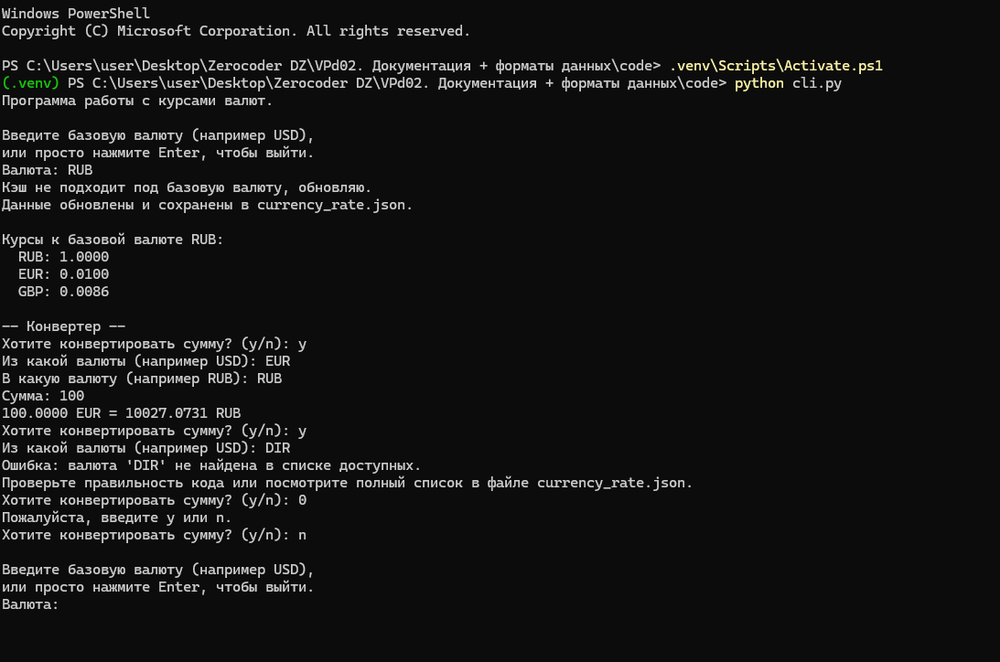 Windows PowerShell
Copyright (C) Microsoft Corporation. All rights reserved.
PS C:\Users\user\Desktop\Zerocoder DZ\VPd02. Документация + форматы данных\code> .venv\Scripts\Activate.ps1
(.venv) PS C:\Users\user\Desktop\Zerocoder DZ\VPd02. Документация + форматы данных\code> python cli.py
Программа работы с курсами валют.
Введите базовую валюту (например USD),
или просто нажмите Enter, чтобы выйти.
Валюта: RUB
Кэш не подходит под базовую валюту, обновляю.
Данные обновлены и сохранены в currency_rate.json.
Курсы к базовой валюте RUB:
RUB: 1.0000
EUR: 0.0100
GBP: 0.0086
-- Конвертер --
Хотите конвертировать сумму? (y/n): y
Из какой валюты (например USD): EUR
В какую валюту (например RUB): RUB
Сумма: 100
100.0000 EUR = 10027.0731 RUB
Хотите конвертировать сумму? (y/n): y
Из какой валюты (например USD): DIR
Ошибка: валюта 'DIR' не найдена в списке доступных.
Проверьте правильность кода или посмотрите полный список в файле currency_rate.json.
Хотите конвертировать сумму? (y/n): 0
Пожалуйста, введите y или n.
Хотите конвертировать сумму? (y/n): n
Введите базовую валюту (например USD),
или просто нажмите Enter, чтобы выйти.
Валюта: